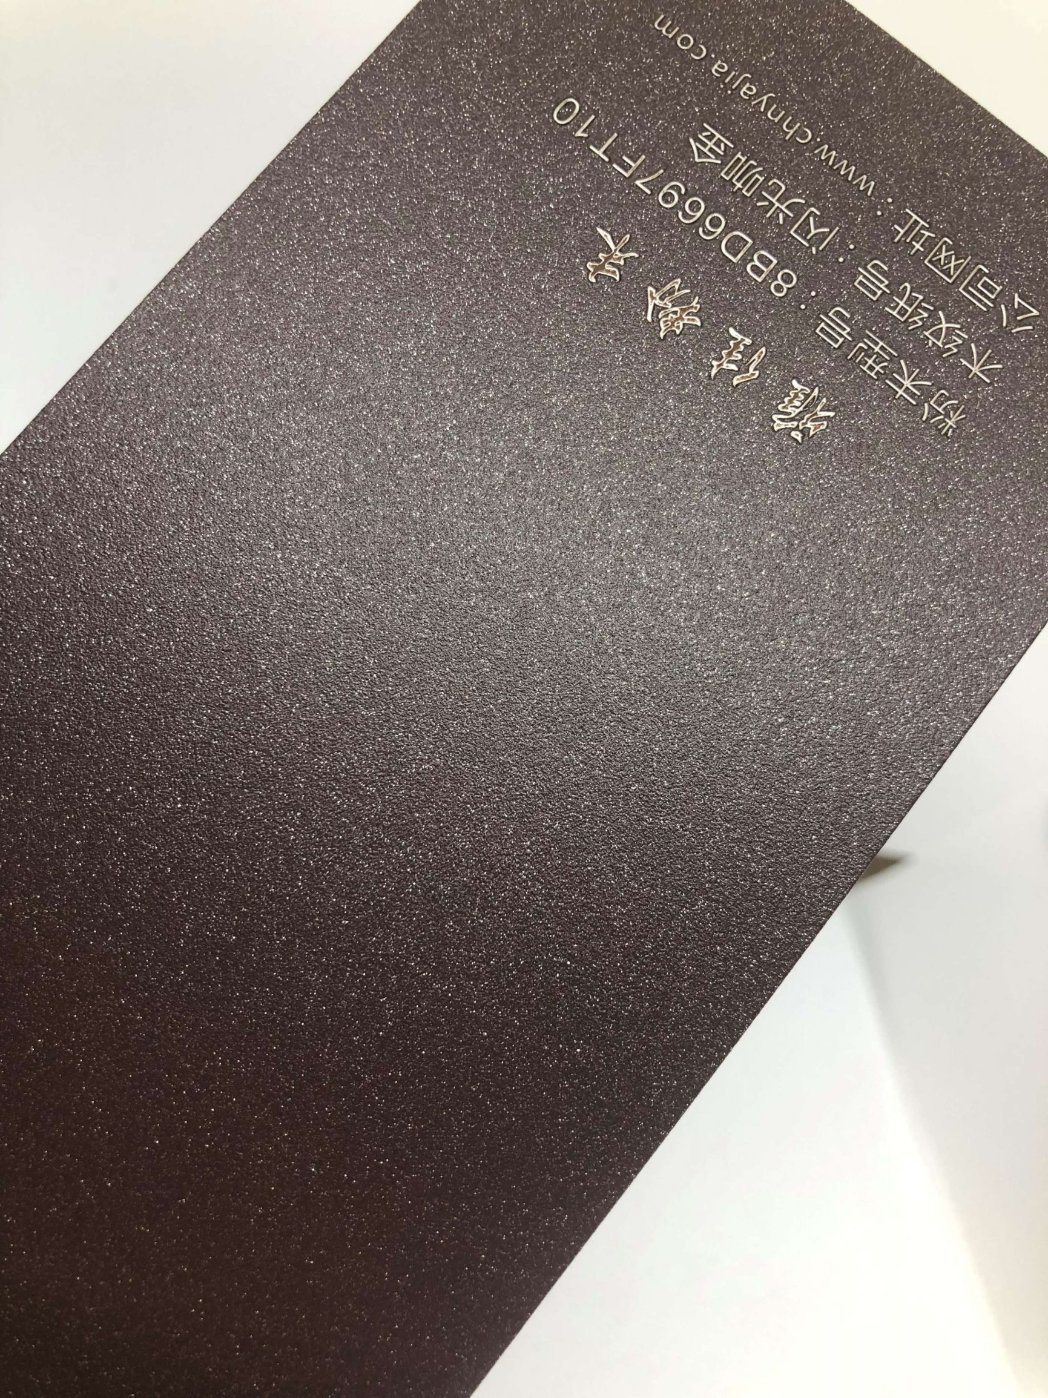 粉末型号：8BD6697FT10
木纹纸号：闪光咖金
公司网址：www.chnyajia.com